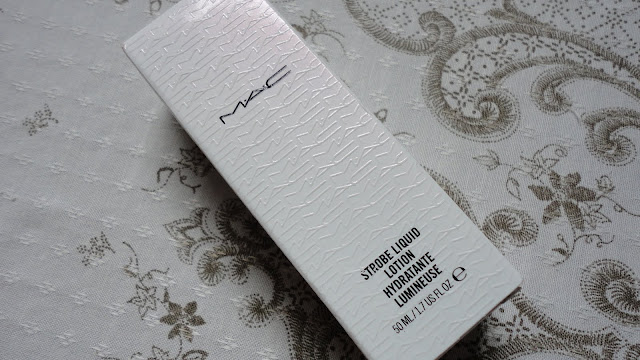 MAC
STROBE LIQUID
LOTION
HYDRATANTE
LUMINEUSE
50 ML / 1.7 US FL OZ ℮